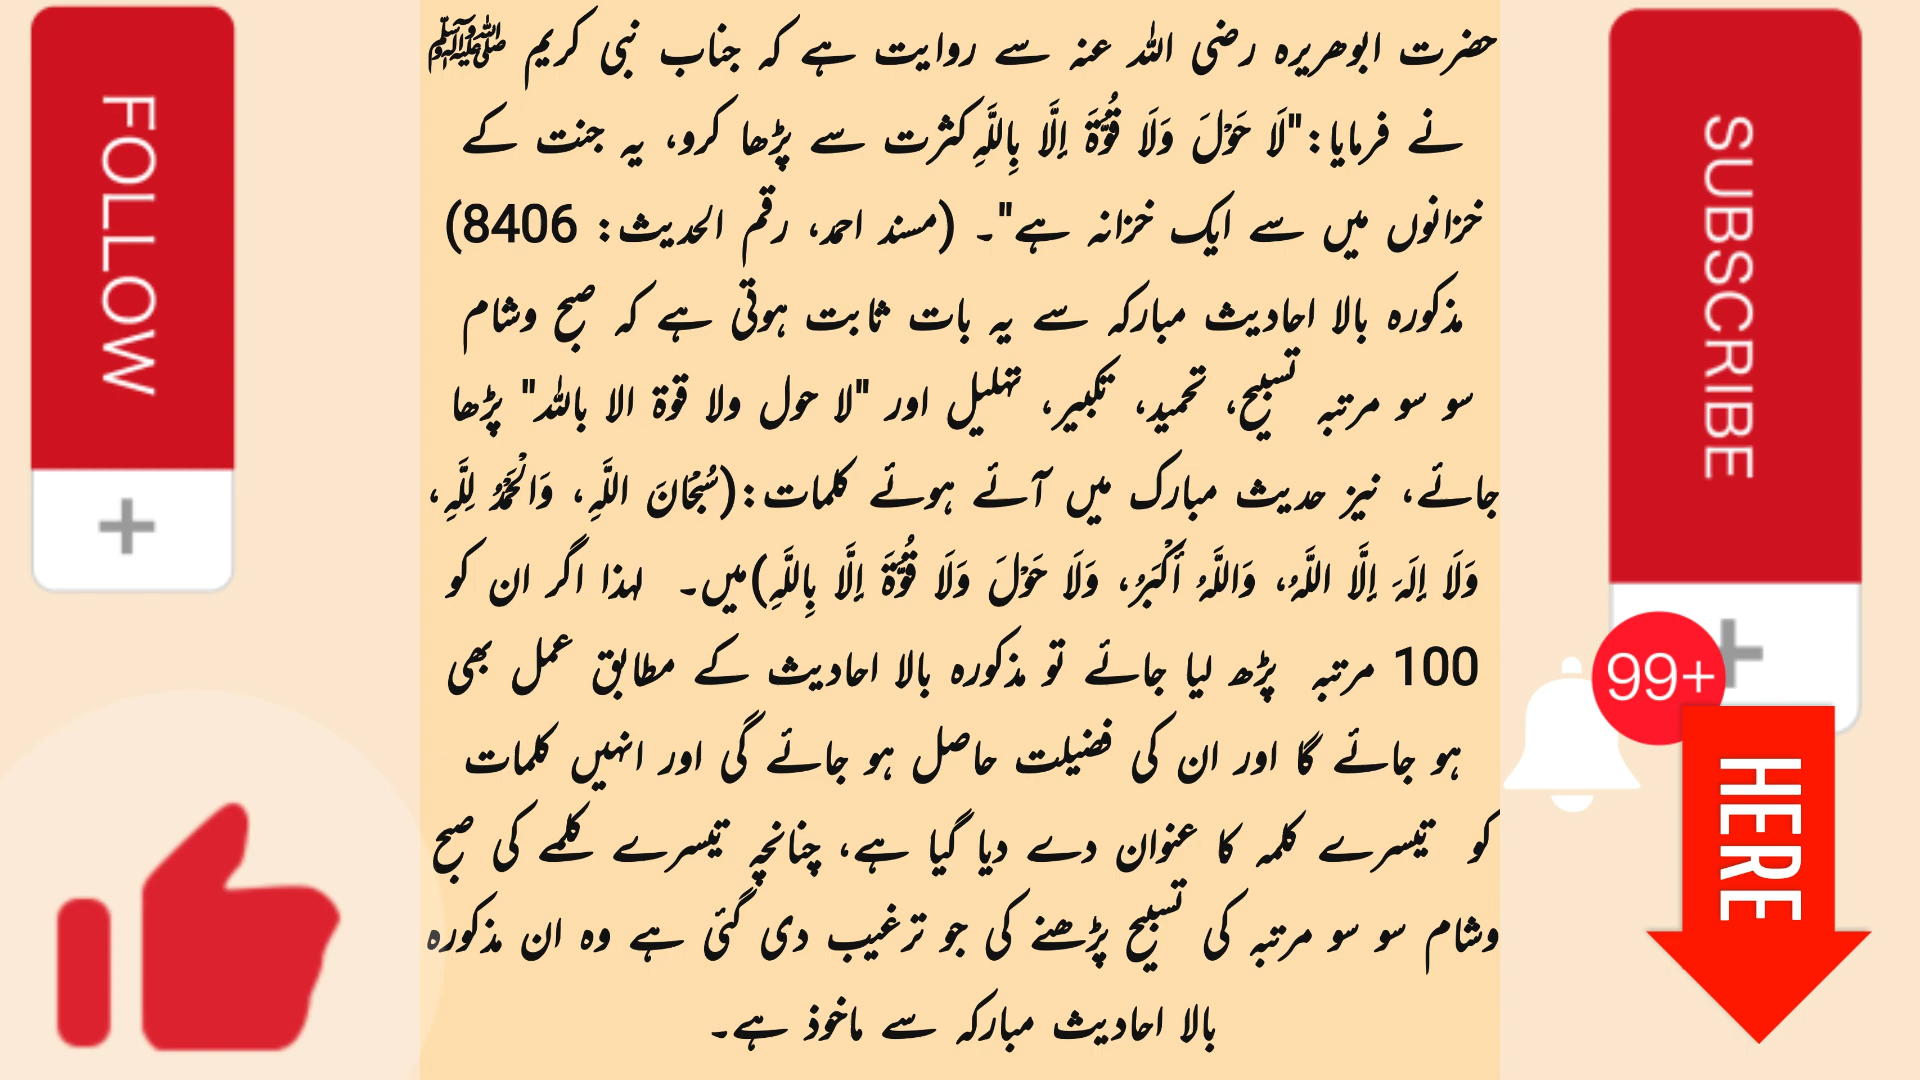 FOLLOW
حضرت ابوھریرہ رضی اللہ عنہ سے روایت ہے کہ جناب نبی کریم ﷺ
نے فرمایا:"لَا حَوْلَ وَلَا قُوَّةَ إِلَّا بِاللَّهِ کثرت سے پڑھا کرو، یہ جنت کے
خزانوں میں سے ایک خزانہ ہے"۔ (مسند احمد، رقم الحدیث: 8406)
مذکورہ بالا احادیث مبارکہ سے یہ بات ثابت ہوتی ہے کہ صبح وشام
سو سو مرتبہ تسبیح، تحمید، تکبیر، تہلیل اور "لا حول ولا قوۃ الا باللہ" پڑھا
جائے، نیز حدیث مبارک میں آئے ہوئے کلمات:(سُبْحَانَ اللَّهِ، وَالْحَمْدُ لِلَّهِ،
وَلَا إِلَهَ إِلَّا اللَّهُ، وَاللَّهُ أَكْبَرُ، وَلَا حَوْلَ وَلَا قُوَّةَ إِلَّا بِاللَّهِ)میں۔ لہذا اگر ان کو
100 مرتبہ پڑھ لیا جائے تو مذکورہ بالا احادیث کے مطابق عمل بھی
ہو جائے گا اور ان کی فضیلت حاصل ہو جائے گی اور انہیں کلمات
کو تیسرے کلمہ کا عنوان دے دیا گیا ہے، چنانچہ تیسرے کلمے کی صبح
وشام سو سو مرتبہ کی تسبیح پڑھنے کی جو ترغیب دی گئی ہے وہ ان مذکورہ
بالا احادیث مبارکہ سے ماخوذ ہے۔
SUBSCRIBE
99+
HERE